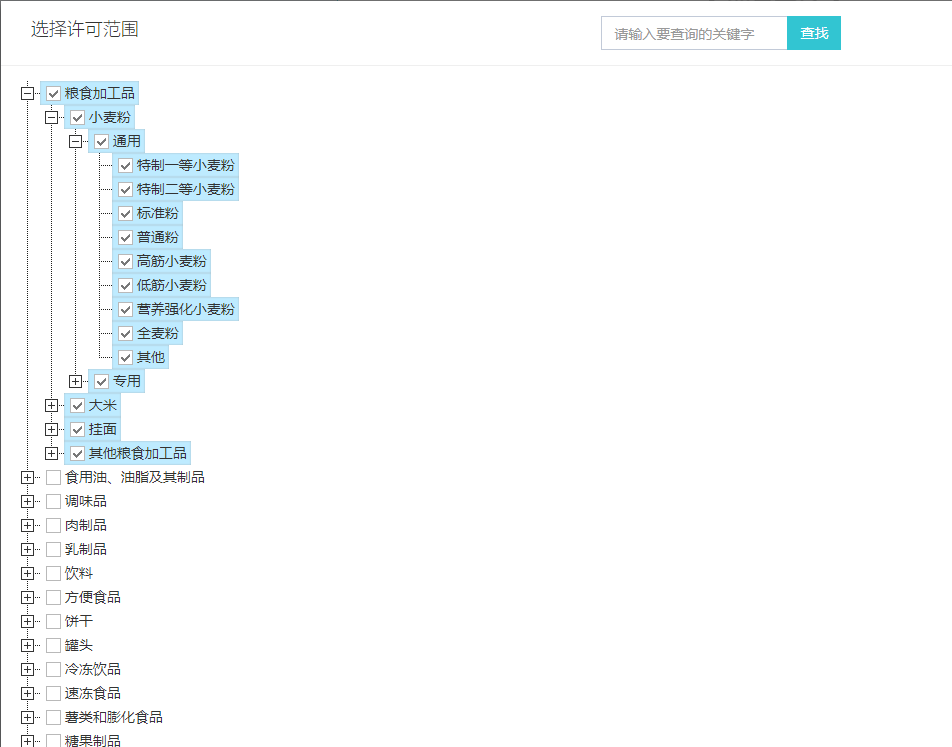 选择许可范围
请输入要查询的关键字 查找
粮食加工品
小麦粉
通用
特制一等小麦粉
特制二等小麦粉
标准粉
普通粉
高筋小麦粉
低筋小麦粉
营养强化小麦粉
全麦粉
其他
专用
大米
挂面
其他粮食加工品
食用油、油脂及其制品
调味品
肉制品
乳制品
饮料
方便食品
饼干
罐头
冷冻饮品
速冻食品
薯类和膨化食品
糖果制品